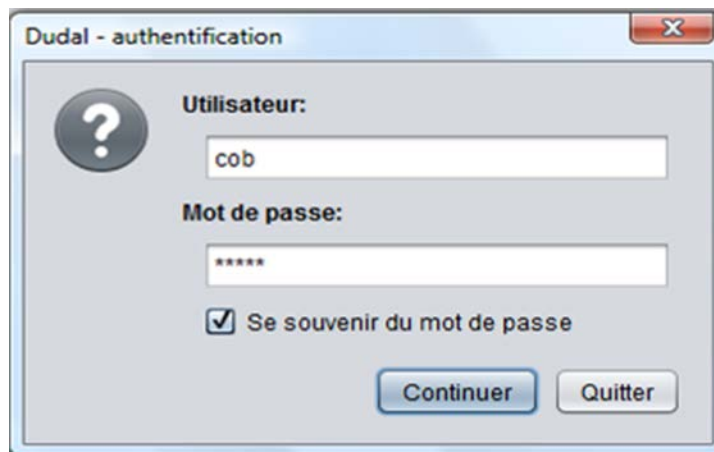 Dudal - authentification
Utilisateur:
cob
Mot de passe:
*****
Se souvenir du mot de passe
Continuer Quitter